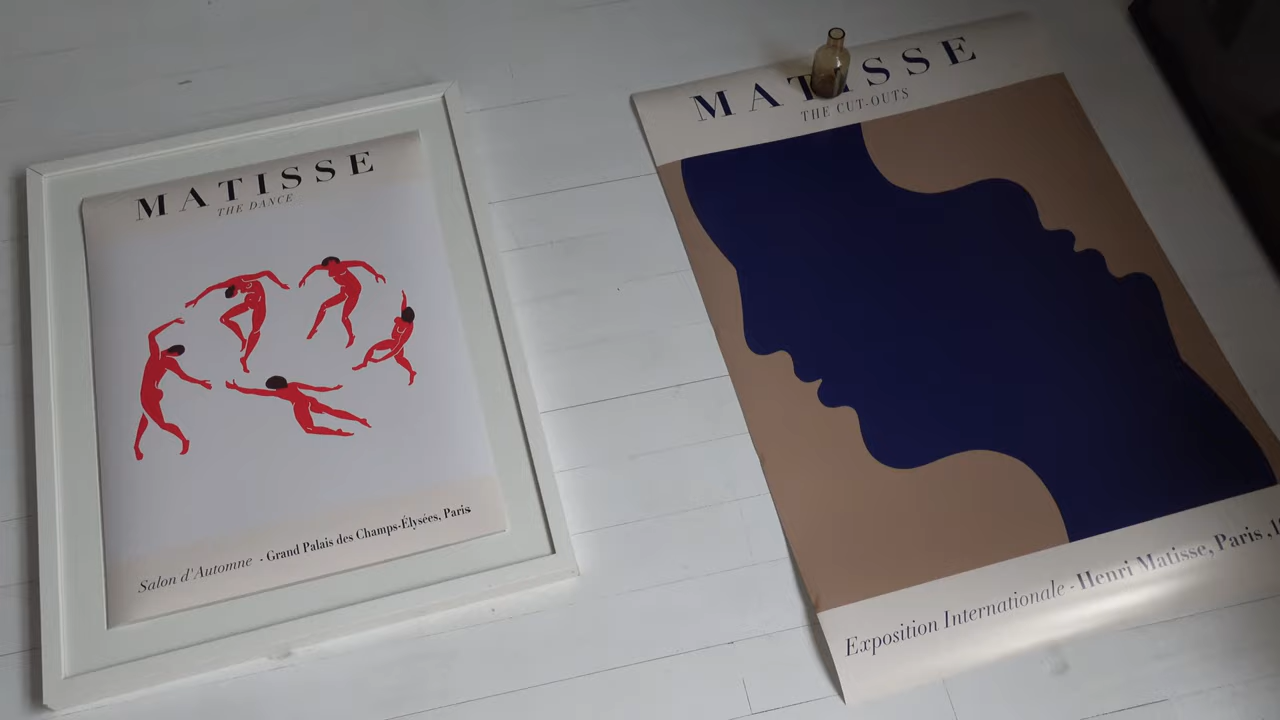 MATISSE
THE DANCE
Salon d'Automne - Grand Palais des Champs-Élysées, Paris
MATISSE
THE CUT-OUTS
Exposition Internationale - Henri Matisse, Paris ,